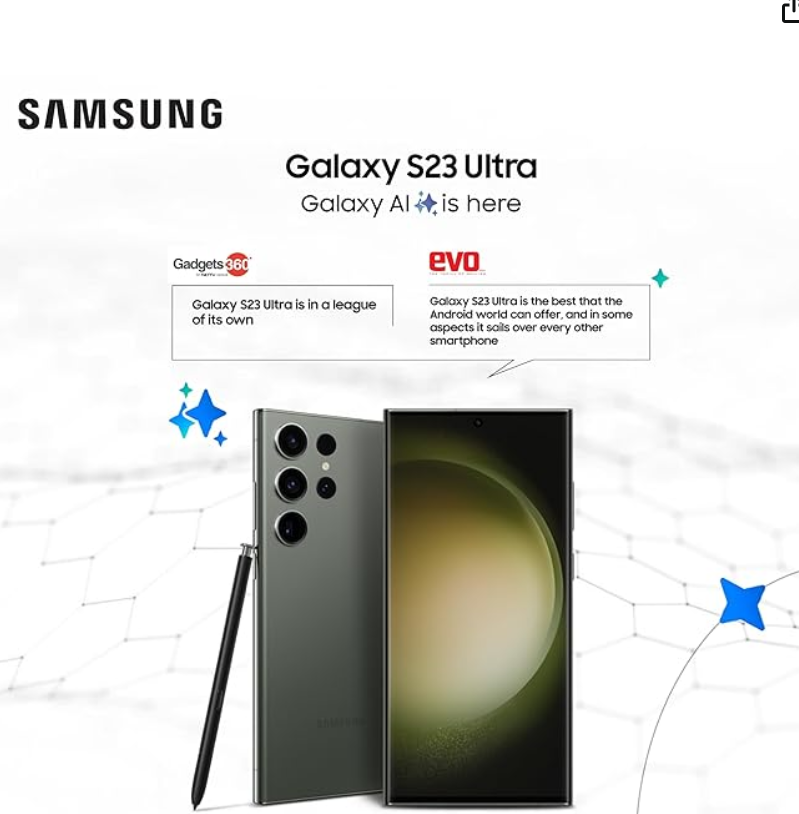 SAMSUNG
Galaxy S23 Ultra
Galaxy AI is here
Gadgets 360
Galaxy S23 Ultra is in a league
of its own
evo
Galaxy S23 Ultra is the best that the
Android world can offer, and in some
aspects it sails over every other
smartphone
SAMSUNG